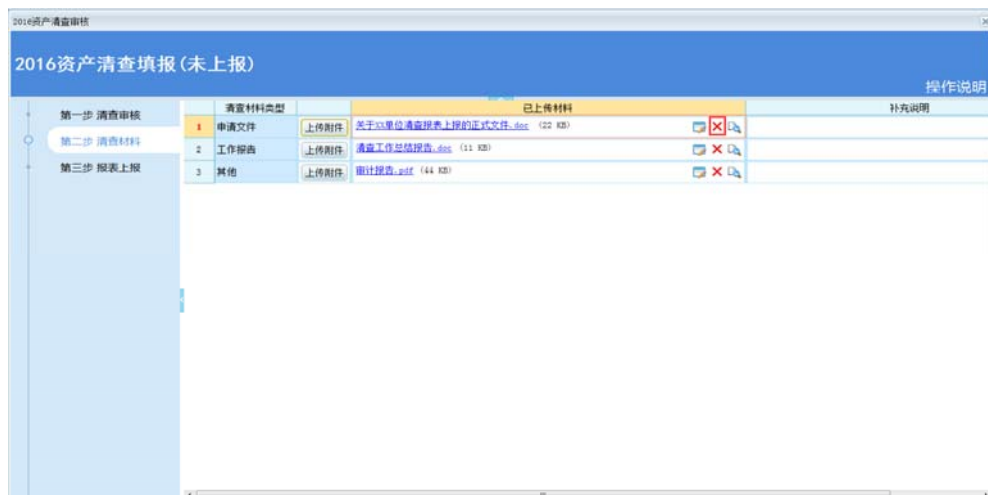 2016资产清查审核
2016资产清查填报(未上报)
操作说明
第一步 清查审核
第二步 清查材料
第三步 报表上报
清查材料类型 已上传材料 补充说明
1 申请文件 上传附件 关于XX单位清查报表上报的正式文件.doc (22 KB)
2 工作报告 上传附件 清查工作总结报告.doc (11 KB)
3 其他 上传附件 审计报告.pdf (44 KB)